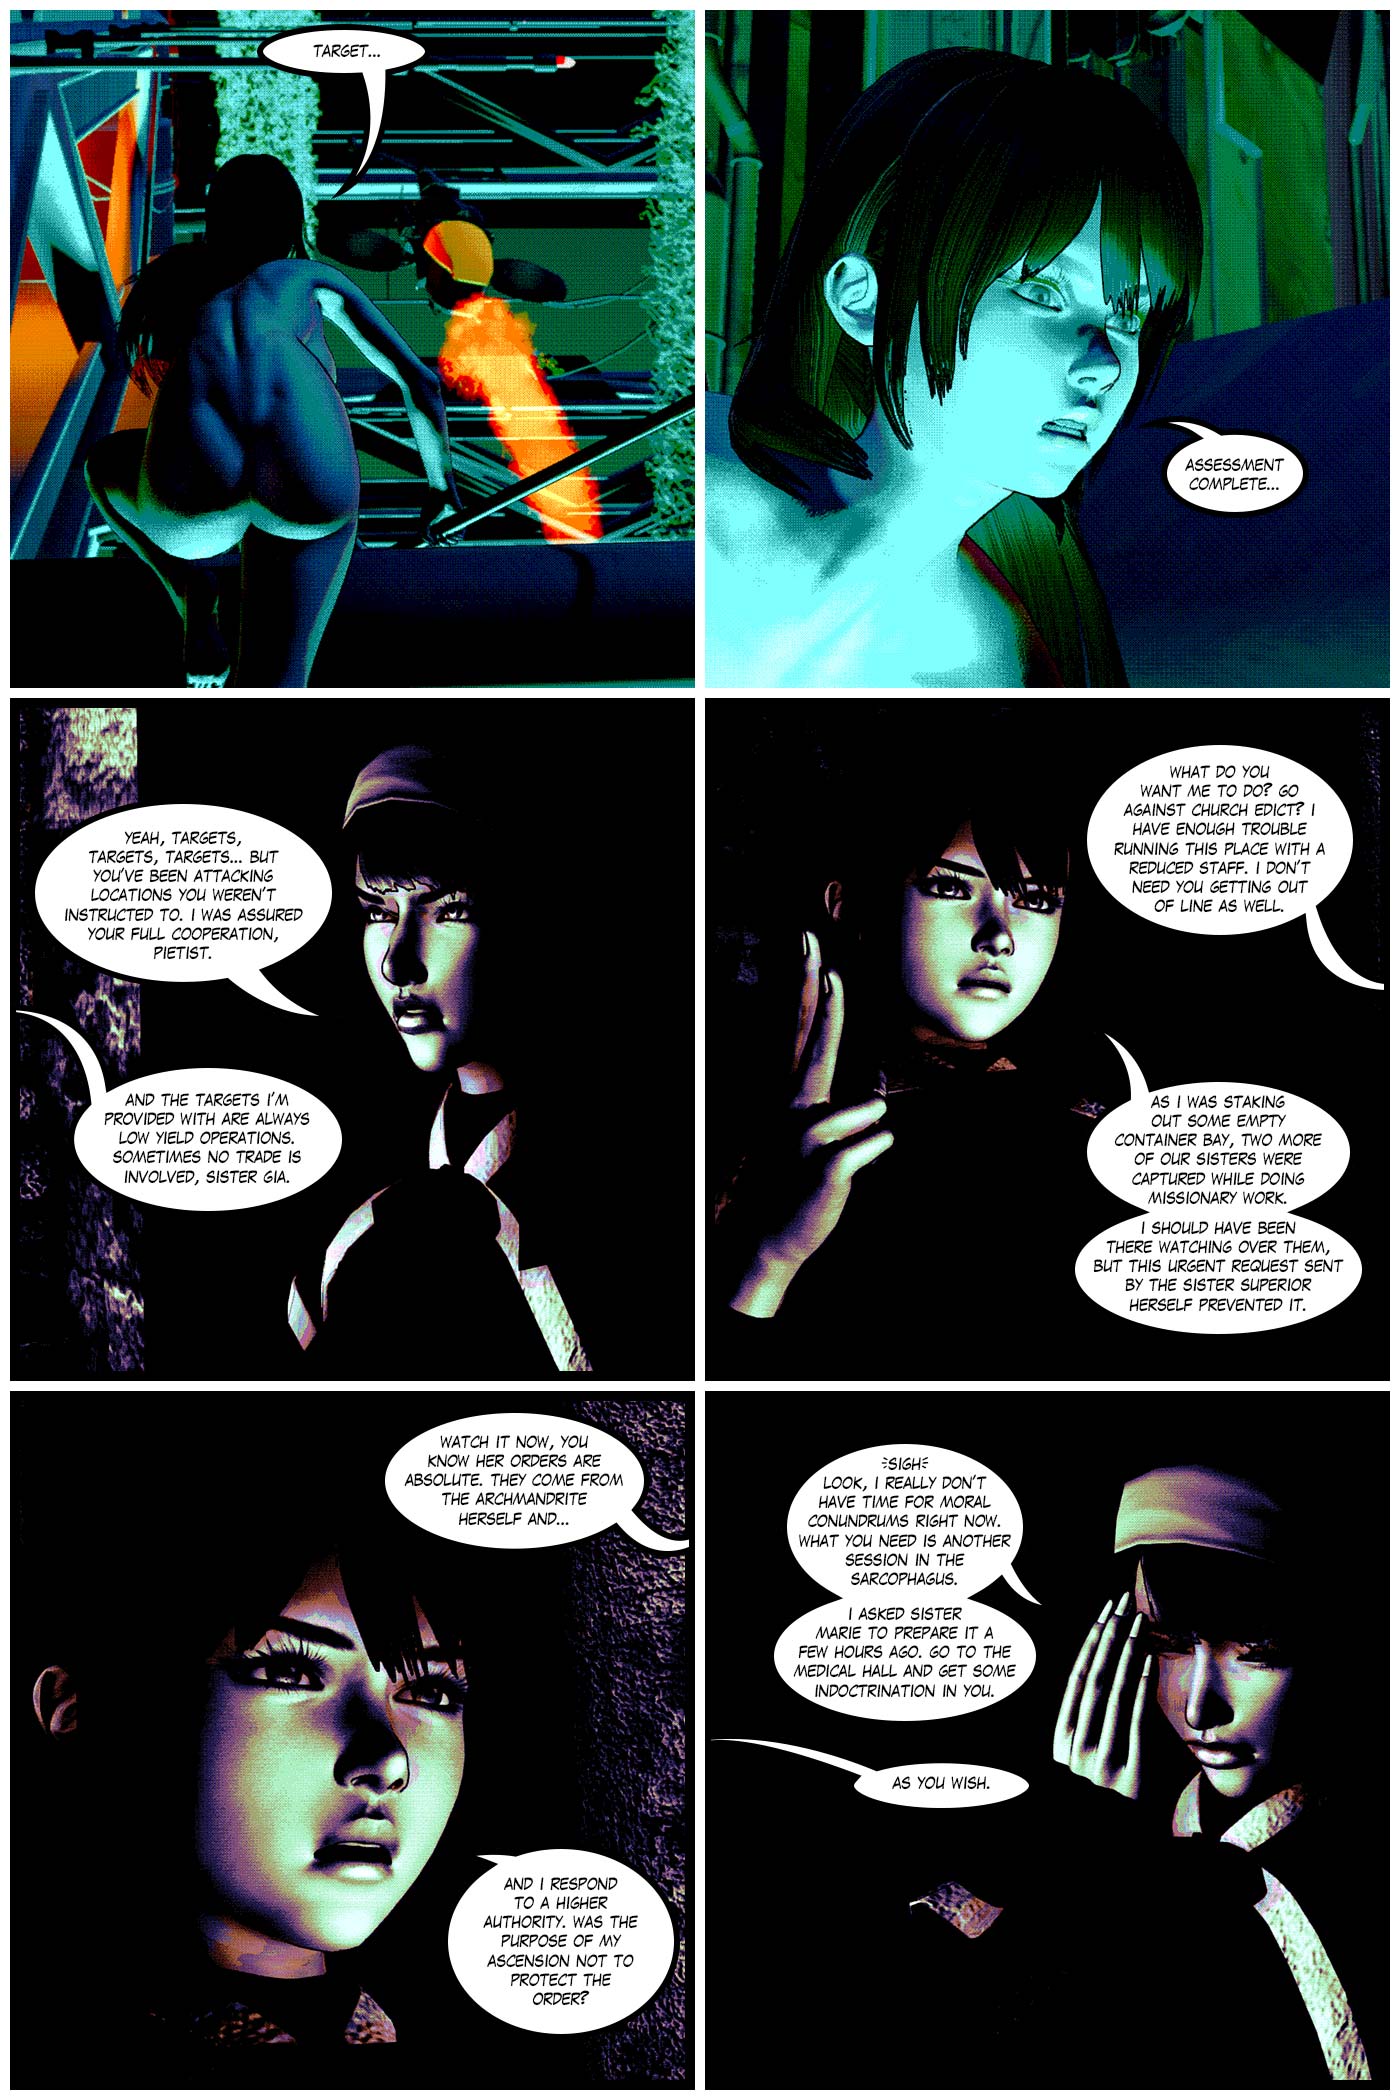 TARGET...
ASSESSMENT
COMPLETE...
YEAH, TARGETS,
TARGETS, TARGETS... BUT
YOU'VE BEEN ATTACKING
LOCATIONS YOU WEREN'T
INSTRUCTED TO. I WAS ASSURED
YOUR FULL COOPERATION,
PIETIST.
AND THE TARGETS I'M
PROVIDED WITH ARE ALWAYS
LOW YIELD OPERATIONS.
SOMETIMES NO TRADE IS
INVOLVED, SISTER GIA.
WHAT DO YOU
WANT ME TO DO? GO
AGAINST CHURCH EDICT? I
HAVE ENOUGH TROUBLE
RUNNING THIS PLACE WITH A
REDUCED STAFF. I DON'T
NEED YOU GETTING OUT
OF LINE AS WELL.
AS I WAS STAKING
OUT SOME EMPTY
CONTAINER BAY, TWO MORE
OF OUR SISTERS WERE
CAPTURED WHILE DOING
MISSIONARY WORK.
I SHOULD HAVE BEEN
THERE WATCHING OVER THEM,
BUT THIS URGENT REQUEST SENT
BY THE SISTER SUPERIOR
HERSELF PREVENTED IT.
WATCH IT NOW, YOU
KNOW HER ORDERS ARE
ABSOLUTE. THEY COME FROM
THE ARCHMANDRITE
HERSELF AND...
AND I RESPOND
TO A HIGHER
AUTHORITY. WAS THE
PURPOSE OF MY
ASCENSION NOT TO
PROTECT THE
ORDER?
SIGH
LOOK, I REALLY DON'T
HAVE TIME FOR MORAL
CONUNDRUMS RIGHT NOW.
WHAT YOU NEED IS ANOTHER
SESSION IN THE
SARCOPHAGUS.
I ASKED SISTER
MARIE TO PREPARE IT A
FEW HOURS AGO. GO TO THE
MEDICAL HALL AND GET SOME
INDOCTRINATION IN YOU.
AS YOU WISH.